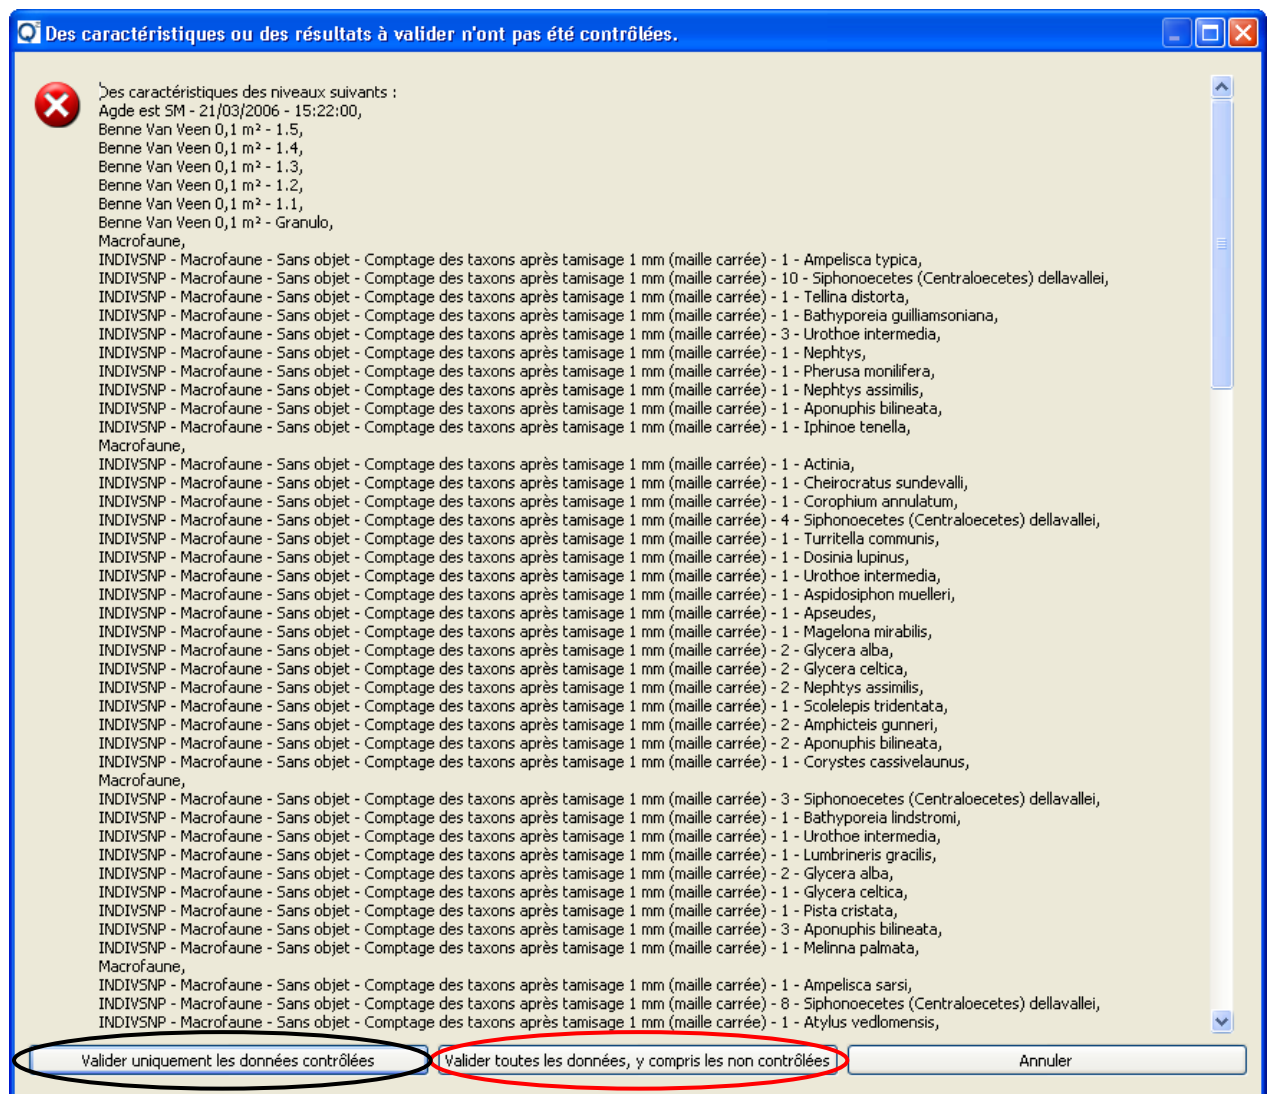 Des caractéristiques ou des résultats à valider n'ont pas été contrôlées.
Des caractéristiques des niveaux suivants :
Agde est SM - 21/03/2006 - 15:22:00,
Benne Van Veen 0,1 m² - 1.5,
Benne Van Veen 0,1 m² - 1.4,
Benne Van Veen 0,1 m² - 1.3,
Benne Van Veen 0,1 m² - 1.2,
Benne Van Veen 0,1 m² - 1.1,
Benne Van Veen 0,1 m² - Granulo,
Macrofaune,
INDIVSNP - Macrofaune - Sans objet - Comptage des taxons après tamisage 1 mm (maille carrée) - 1 - Ampelisca typica,
INDIVSNP - Macrofaune - Sans objet - Comptage des taxons après tamisage 1 mm (maille carrée) - 10 - Siphonoecetes (Centraloecetes) dellavallei,
INDIVSNP - Macrofaune - Sans objet - Comptage des taxons après tamisage 1 mm (maille carrée) - 1 - Tellina distorta,
INDIVSNP - Macrofaune - Sans objet - Comptage des taxons après tamisage 1 mm (maille carrée) - 1 - Bathyporeia guilliamsoniana,
INDIVSNP - Macrofaune - Sans objet - Comptage des taxons après tamisage 1 mm (maille carrée) - 3 - Urothoe intermedia,
INDIVSNP - Macrofaune - Sans objet - Comptage des taxons après tamisage 1 mm (maille carrée) - 1 - Nephtys,
INDIVSNP - Macrofaune - Sans objet - Comptage des taxons après tamisage 1 mm (maille carrée) - 1 - Pherusa monilifera,
INDIVSNP - Macrofaune - Sans objet - Comptage des taxons après tamisage 1 mm (maille carrée) - 1 - Nephtys assimilis,
INDIVSNP - Macrofaune - Sans objet - Comptage des taxons après tamisage 1 mm (maille carrée) - 1 - Aponuphis bilineata,
INDIVSNP - Macrofaune - Sans objet - Comptage des taxons après tamisage 1 mm (maille carrée) - 1 - Iphinoe tenella,
Macrofaune,
INDIVSNP - Macrofaune - Sans objet - Comptage des taxons après tamisage 1 mm (maille carrée) - 1 - Actinia,
INDIVSNP - Macrofaune - Sans objet - Comptage des taxons après tamisage 1 mm (maille carrée) - 1 - Cheirocratus sundevalli,
INDIVSNP - Macrofaune - Sans objet - Comptage des taxons après tamisage 1 mm (maille carrée) - 1 - Corophium annulatum,
INDIVSNP - Macrofaune - Sans objet - Comptage des taxons après tamisage 1 mm (maille carrée) - 4 - Siphonoecetes (Centraloecetes) dellavallei,
INDIVSNP - Macrofaune - Sans objet - Comptage des taxons après tamisage 1 mm (maille carrée) - 1 - Turritella communis,
INDIVSNP - Macrofaune - Sans objet - Comptage des taxons après tamisage 1 mm (maille carrée) - 1 - Dosinia lupinus,
INDIVSNP - Macrofaune - Sans objet - Comptage des taxons après tamisage 1 mm (maille carrée) - 1 - Urothoe intermedia,
INDIVSNP - Macrofaune - Sans objet - Comptage des taxons après tamisage 1 mm (maille carrée) - 1 - Aspidosiphon muelleri,
INDIVSNP - Macrofaune - Sans objet - Comptage des taxons après tamisage 1 mm (maille carrée) - 1 - Apseudes,
INDIVSNP - Macrofaune - Sans objet - Comptage des taxons après tamisage 1 mm (maille carrée) - 1 - Magelona mirabilis,
INDIVSNP - Macrofaune - Sans objet - Comptage des taxons après tamisage 1 mm (maille carrée) - 2 - Glycera alba,
INDIVSNP - Macrofaune - Sans objet - Comptage des taxons après tamisage 1 mm (maille carrée) - 2 - Glycera celtica,
INDIVSNP - Macrofaune - Sans objet - Comptage des taxons après tamisage 1 mm (maille carrée) - 2 - Nephtys assimilis,
INDIVSNP - Macrofaune - Sans objet - Comptage des taxons après tamisage 1 mm (maille carrée) - 1 - Scolelepis tridentata,
INDIVSNP - Macrofaune - Sans objet - Comptage des taxons après tamisage 1 mm (maille carrée) - 2 - Amphicteis gunneri,
INDIVSNP - Macrofaune - Sans objet - Comptage des taxons après tamisage 1 mm (maille carrée) - 2 - Aponuphis bilineata,
INDIVSNP - Macrofaune - Sans objet - Comptage des taxons après tamisage 1 mm (maille carrée) - 1 - Corystes cassivelaunus,
Macrofaune,
INDIVSNP - Macrofaune - Sans objet - Comptage des taxons après tamisage 1 mm (maille carrée) - 3 - Siphonoecetes (Centraloecetes) dellavallei,
INDIVSNP - Macrofaune - Sans objet - Comptage des taxons après tamisage 1 mm (maille carrée) - 1 - Bathyporeia lindstromi,
INDIVSNP - Macrofaune - Sans objet - Comptage des taxons après tamisage 1 mm (maille carrée) - 1 - Urothoe intermedia,
INDIVSNP - Macrofaune - Sans objet - Comptage des taxons après tamisage 1 mm (maille carrée) - 1 - Lumbrineris gracilis,
INDIVSNP - Macrofaune - Sans objet - Comptage des taxons après tamisage 1 mm (maille carrée) - 2 - Glycera alba,
INDIVSNP - Macrofaune - Sans objet - Comptage des taxons après tamisage 1 mm (maille carrée) - 1 - Glycera celtica,
INDIVSNP - Macrofaune - Sans objet - Comptage des taxons après tamisage 1 mm (maille carrée) - 1 - Pista cristata,
INDIVSNP - Macrofaune - Sans objet - Comptage des taxons après tamisage 1 mm (maille carrée) - 3 - Aponuphis bilineata,
INDIVSNP - Macrofaune - Sans objet - Comptage des taxons après tamisage 1 mm (maille carrée) - 1 - Melinna palmata,
Macrofaune,
INDIVSNP - Macrofaune - Sans objet - Comptage des taxons après tamisage 1 mm (maille carrée) - 1 - Ampelisca sarsi,
INDIVSNP - Macrofaune - Sans objet - Comptage des taxons après tamisage 1 mm (maille carrée) - 8 - Siphonoecetes (Centraloecetes) dellavallei,
INDIVSNP - Macrofaune - Sans objet - Comptage des taxons après tamisage 1 mm (maille carrée) - 1 - Atylus vedlomensis,
Valider uniquement les données contrôlées
Valider toutes les données, y compris les non contrôlées
Annuler